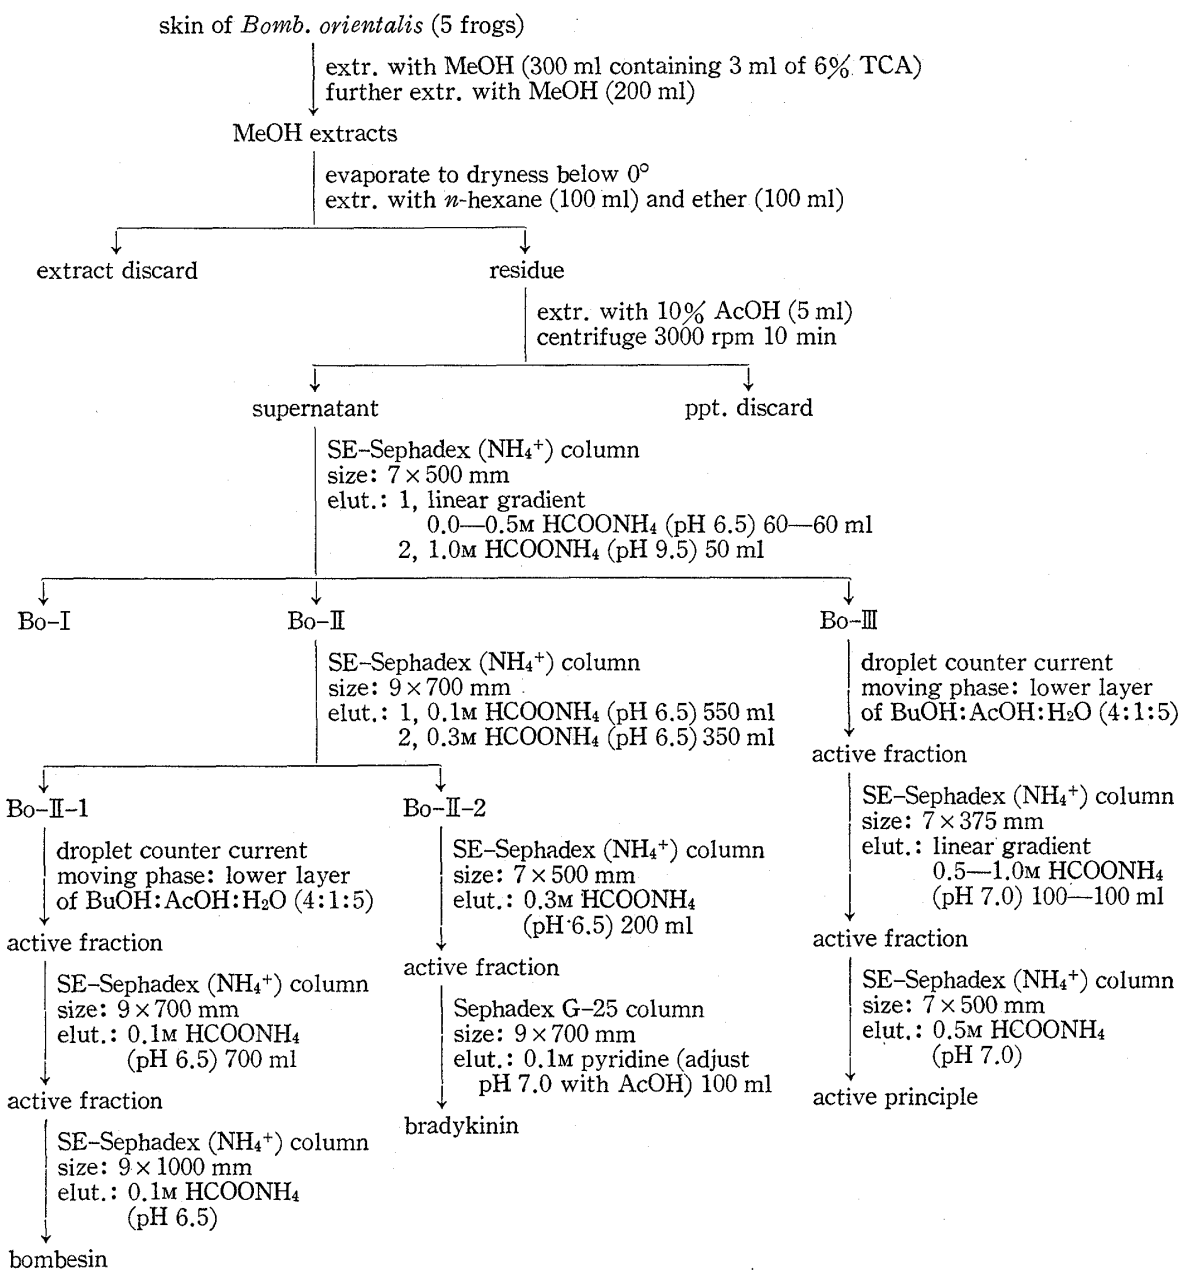 skin of Bomb. orientalis (5 frogs)
extr. with MeOH (300 ml containing 3 ml of 6% TCA)
further extr. with MeOH (200 ml)
MeOH extracts
evaporate to dryness below 0°
extr. with n-hexane (100 ml) and ether (100 ml)
extract discard
residue
extr. with 10% AcOH (5 ml)
centrifuge 3000 rpm 10 min
supernatant
ppt. discard
SE-Sephadex (NH₄⁺) column
size: 7×500 mm
elut.: 1, linear gradient
0.0—0.5M HCOONH₄ (pH 6.5) 60—60 ml
2, 1.0M HCOONH₄ (pH 9.5) 50 ml
Bo-I
Bo-II
Bo-III
SE-Sephadex (NH₄⁺) column
size: 9×700 mm
elut.: 1, 0.1M HCOONH₄ (pH 6.5) 550 ml
2, 0.3M HCOONH₄ (pH 6.5) 350 ml
Bo-II-1
droplet counter current
moving phase: lower layer
of BuOH:AcOH:H₂O (4:1:5)
active fraction
SE-Sephadex (NH₄⁺) column
size: 9×700 mm
elut.: 0.1M HCOONH₄
(pH 6.5) 700 ml
active fraction
SE-Sephadex (NH₄⁺) column
size: 9×1000 mm
elut.: 0.1M HCOONH₄
(pH 6.5)
bombesin
Bo-II-2
SE-Sephadex (NH₄⁺) column
size: 7×500 mm
elut.: 0.3M HCOONH₄
(pH 6.5) 200 ml
active fraction
Sephadex G-25 column
size: 9×700 mm
elut.: 0.1M pyridine (adjust
pH 7.0 with AcOH) 100 ml
bradykinin
droplet counter current
moving phase: lower layer
of BuOH:AcOH:H₂O (4:1:5)
active fraction
SE-Sephadex (NH₄⁺) column
size: 7×375 mm
elut.: linear gradient
0.5—1.0M HCOONH₄
(pH 7.0) 100—100 ml
active fraction
SE-Sephadex (NH₄⁺) column
size: 7×500 mm
elut.: 0.5M HCOONH₄
(pH 7.0)
active principle